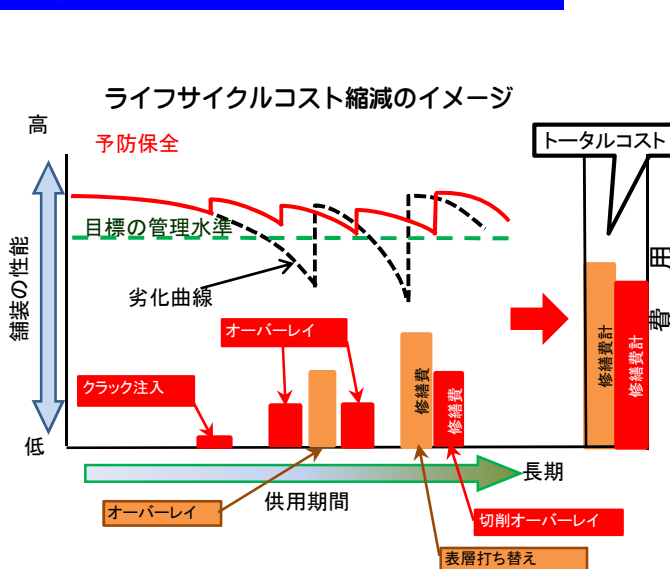 ライフサイクルコスト縮減のイメージ
高
予防保全
トータルコスト
目標の管理水準
舗装の性能
劣化曲線
費用
オーバーレイ
クラック注入
修繕費
修繕費
修繕費計
修繕費計
低
長期
供用期間
オーバーレイ
切削オーバーレイ
表層打ち替え